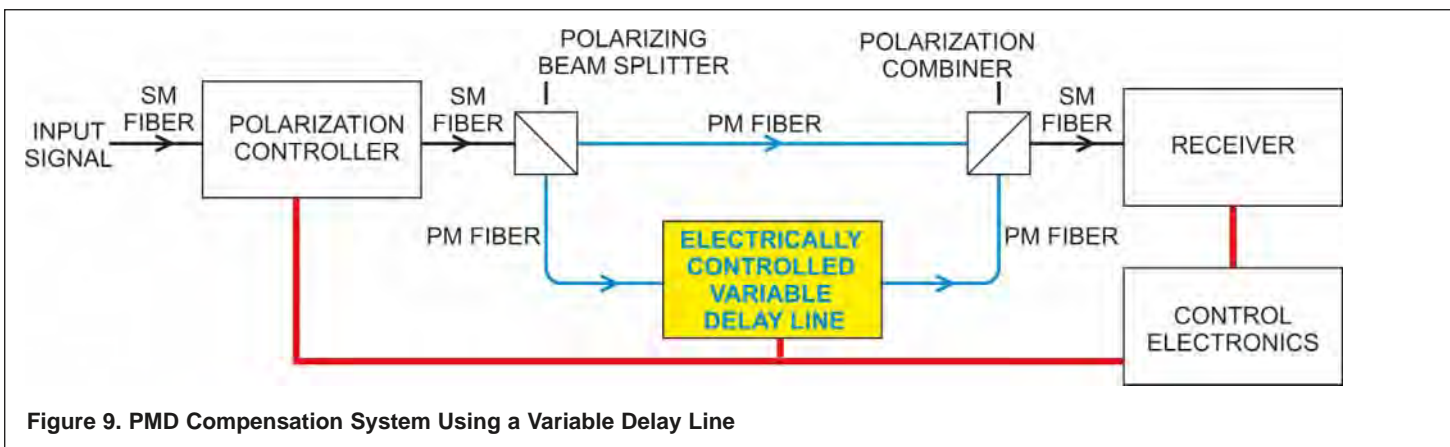 POLARIZING
BEAM SPLITTER
POLARIZATION
COMBINER
SM
FIBER
INPUT
SIGNAL
POLARIZATION
CONTROLLER
SM
FIBER
PM FIBER
SM
FIBER
RECEIVER
PM FIBER
ELECTRICALLY
CONTROLLED
VARIABLE
DELAY LINE
PM FIBER
CONTROL
ELECTRONICS
Figure 9. PMD Compensation System Using a Variable Delay Line